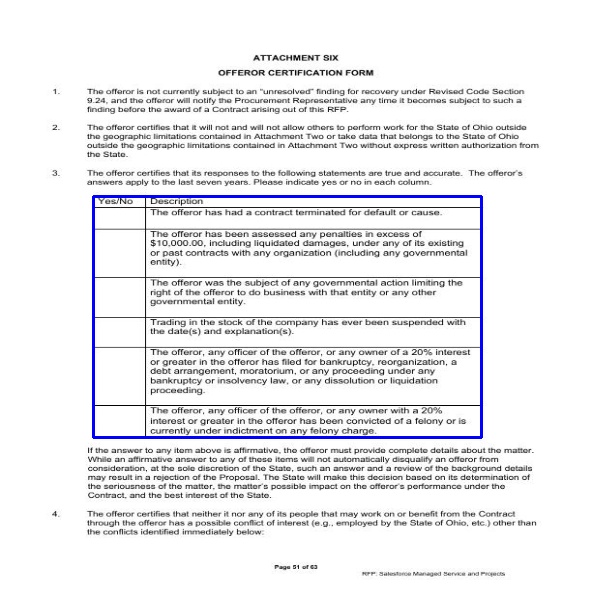 ATTACHMENT SIX
OFFEROR CERTIFICATION FORM
1. The offeror is not currently subject to an "unresolved" finding for recovery under Revised Code Section
9.24, and the offeror will notify the Procurement Representative any time it becomes subject to such a
finding before the award of a Contract arising out of this RFP.
2. The offeror certifies that it will not and will not allow others to perform work for the State of Ohio outside
the geographic limitations contained in Attachment Two or take data that belongs to the State of Ohio
outside the geographic limitations contained in Attachment Two without express written authorization from
the State.
3. The offeror certifies that its responses to the following statements are true and accurate. The offeror's
answers apply to the last seven years. Please indicate yes or no in each column.
Yes/No Description
The offeror has had a contract terminated for default or cause.
The offeror has been assessed any penalties in excess of
$10,000.00, including liquidated damages, under any of its existing
or past contracts with any organization (including any governmental
entity).
The offeror was the subject of any governmental action limiting the
right of the offeror to do business with that entity or any other
governmental entity.
Trading in the stock of the company has ever been suspended with
the date(s) and explanation(s).
The offeror, any officer of the offeror, or any owner of a 20% interest
or greater in the offeror has filed for bankruptcy, reorganization, a
debt arrangement, moratorium, or any proceeding under any
bankruptcy or insolvency law, or any dissolution or liquidation
proceeding.
The offeror, any officer of the offeror, or any owner with a 20%
interest or greater in the offeror has been convicted of a felony or is
currently under indictment on any felony charge.
If the answer to any item above is affirmative, the offeror must provide complete details about the matter.
While an affirmative answer to any of these items will not automatically disqualify an offeror from
consideration, at the sole discretion of the State, such an answer and a review of the background details
may result in a rejection of the Proposal. The State will make this decision based on its determination of
the seriousness of the matter, the matter's possible impact on the offeror's performance under the
Contract, and the best interest of the State.
4. The offeror certifies that neither it nor any of its people that may work on or benefit from the Contract
through the offeror has a possible conflict of interest (e.g., employed by the State of Ohio, etc.) other than
the conflicts identified immediately below:
Page 51 of 63
RFP: Salesforce Managed Service and Projects